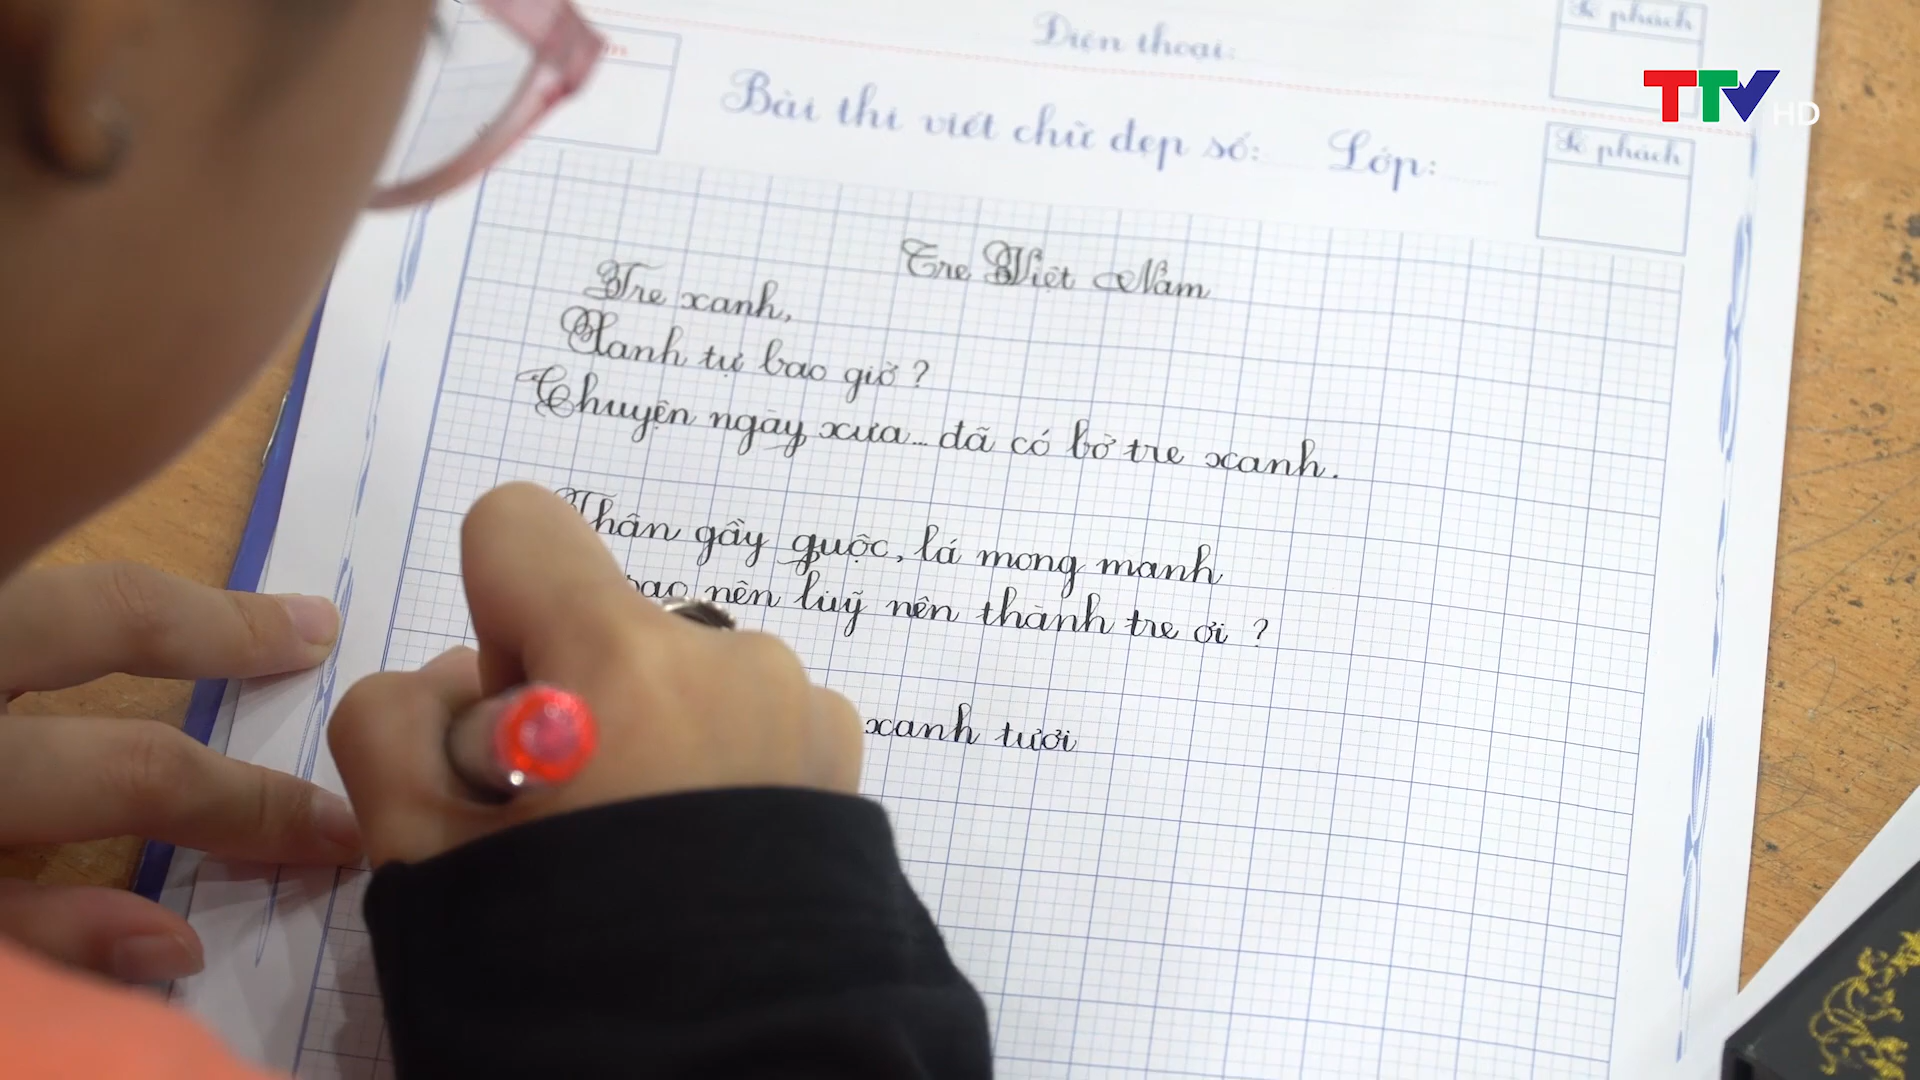 Điện thoại:
Số phách
TTV HD
Bài thi viết chữ đẹp số: Lớp:
Số phách
Tre Việt Nam
Tre xanh,
Xanh tự bao giờ ?
Chuyện ngày xưa... đã có bờ tre xanh.
Thân gầy guộc, lá mong manh
sao nên luỹ nên thành tre ơi ?
xanh tươi